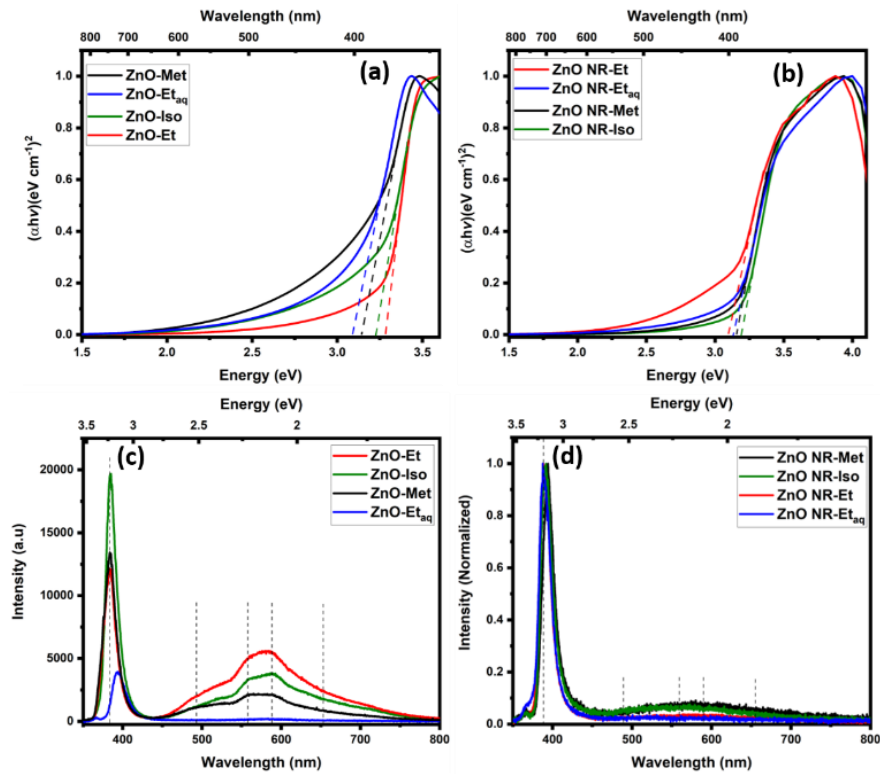 Wavelength (nm)
800 700 600 500 400
(a)
ZnO-Met
ZnO-Et_aq
ZnO-Iso
ZnO-Et
(αhν)(eV cm⁻¹)²
1.0
0.8
0.6
0.4
0.2
0.0
1.5 2.0 2.5 3.0 3.5
Energy (eV)
Wavelength (nm)
800 700 600 500 400
(b)
ZnO NR-Et
ZnO NR-Et_aq
ZnO NR-Met
ZnO NR-Iso
(αhν)(eV cm⁻¹)²)
1.0
0.8
0.6
0.4
0.2
0.0
1.5 2.0 2.5 3.0 3.5 4.0
Energy (eV)
Energy (eV)
3.5 3 2.5 2
(c)
ZnO-Et
ZnO-Iso
ZnO-Met
ZnO-Et_aq
Intensity (a.u)
20000
15000
10000
5000
0
400 500 600 700 800
Wavelength (nm)
Energy (eV)
3.5 3 2.5 2
(d)
ZnO NR-Met
ZnO NR-Iso
ZnO NR-Et
ZnO NR-Et_aq
Intensity (Normalized)
1.0
0.8
0.6
0.4
0.2
0.0
400 500 600 700 800
Wavelength (nm)